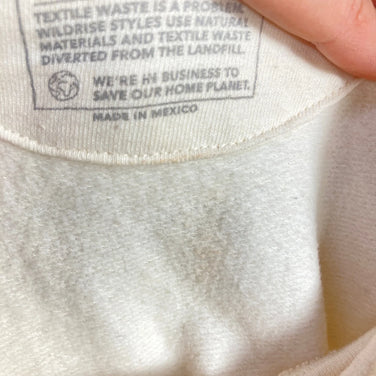 TEXTILE WASTE IS A PROBLEM.
WILDRISE STYLES USE NATURAL
MATERIALS AND TEXTILE WASTE
DIVERTED FROM THE LANDFILL.
WE'RE IN BUSINESS TO
SAVE OUR HOME PLANET.
MADE IN MEXICO